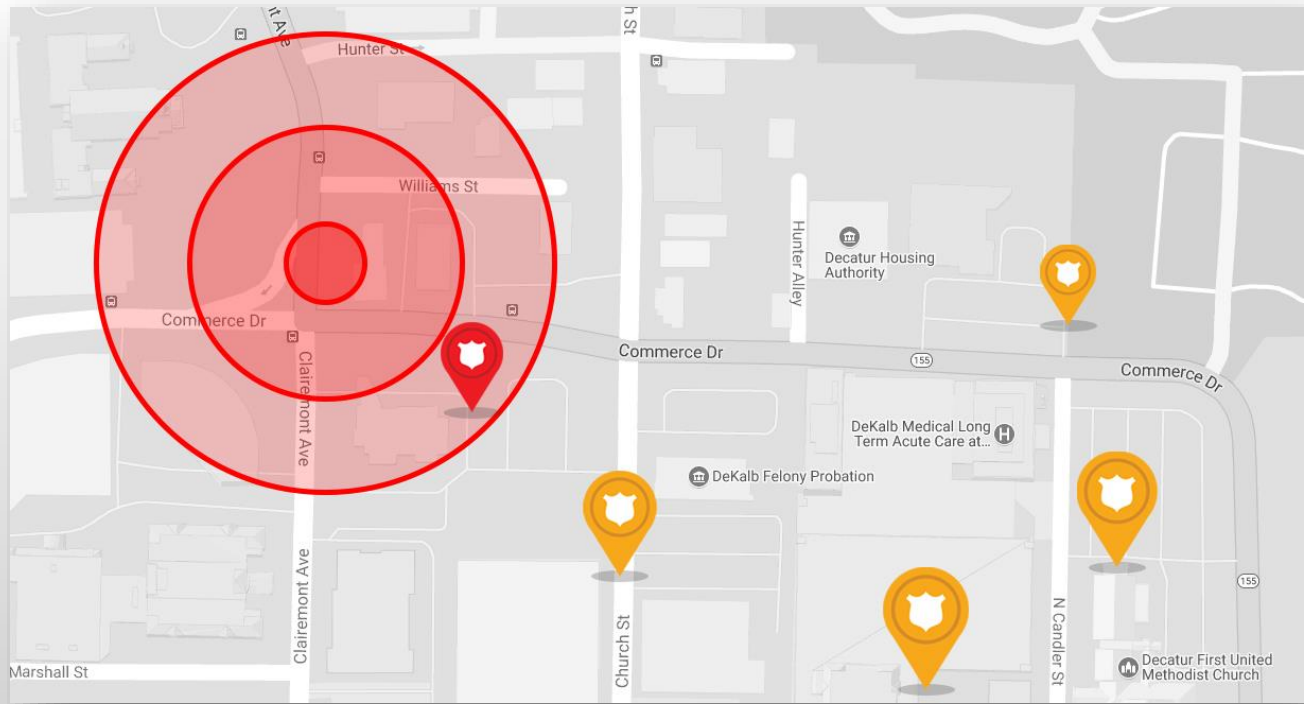 Hunter St
Williams St
Hunter Alley
Decatur Housing
Authority
Commerce Dr
Commerce Dr
155
Commerce Dr
Clairemont Ave
DeKalb Medical Long
Term Acute Care at...
H
DeKalb Felony Probation
Clairemont Ave
Church St
N Candler St
155
Marshall St
Decatur First United
Methodist Church